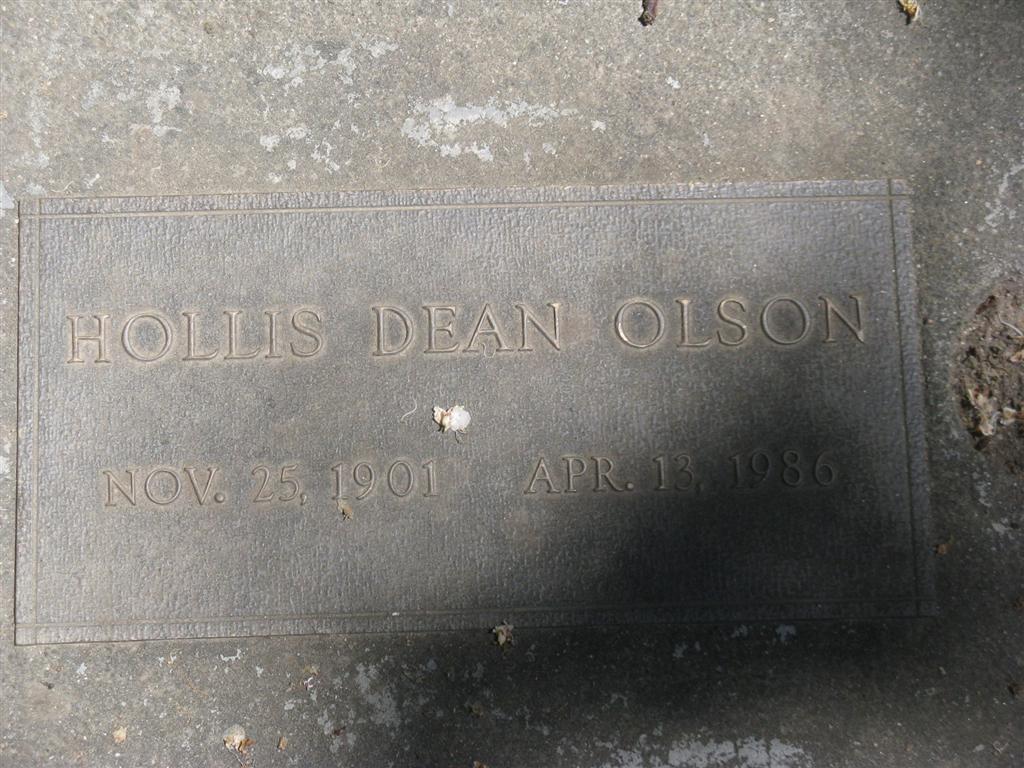 HOLLIS DEAN OLSON
NOV. 25, 1901 APR. 13, 1986